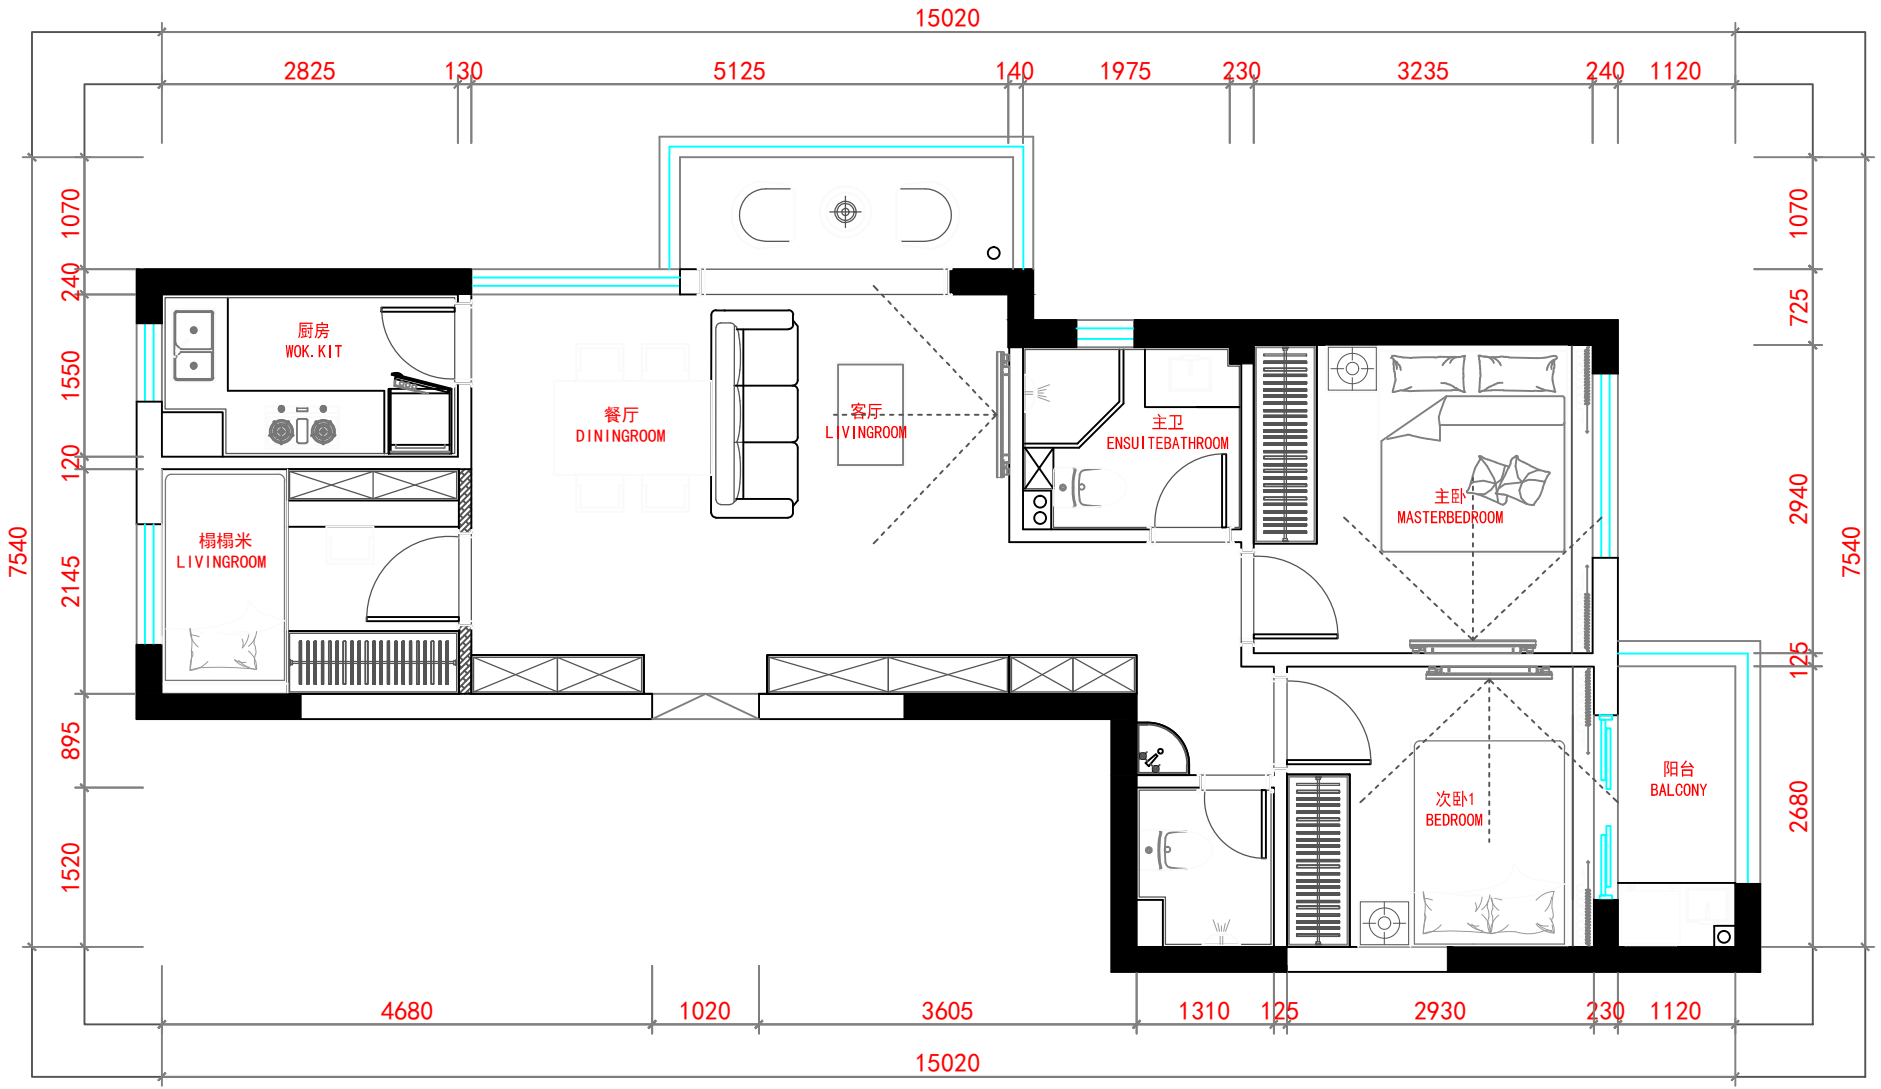 15020
2825
130
5125
140
1975
230
3235
240
1120
1070
240
1550
120
2145
895
1520
7540
1070
725
2940
125
2680
7540
厨房
WOK.KIT
餐厅
DININGROOM
客厅
LIVINGROOM
主卫
ENSUITEBATHROOM
主卧
MASTERBEDROOM
榻榻米
LIVINGROOM
阳台
BALCONY
次卧1
BEDROOM
4680
1020
3605
1310
125
2930
230
1120
15020